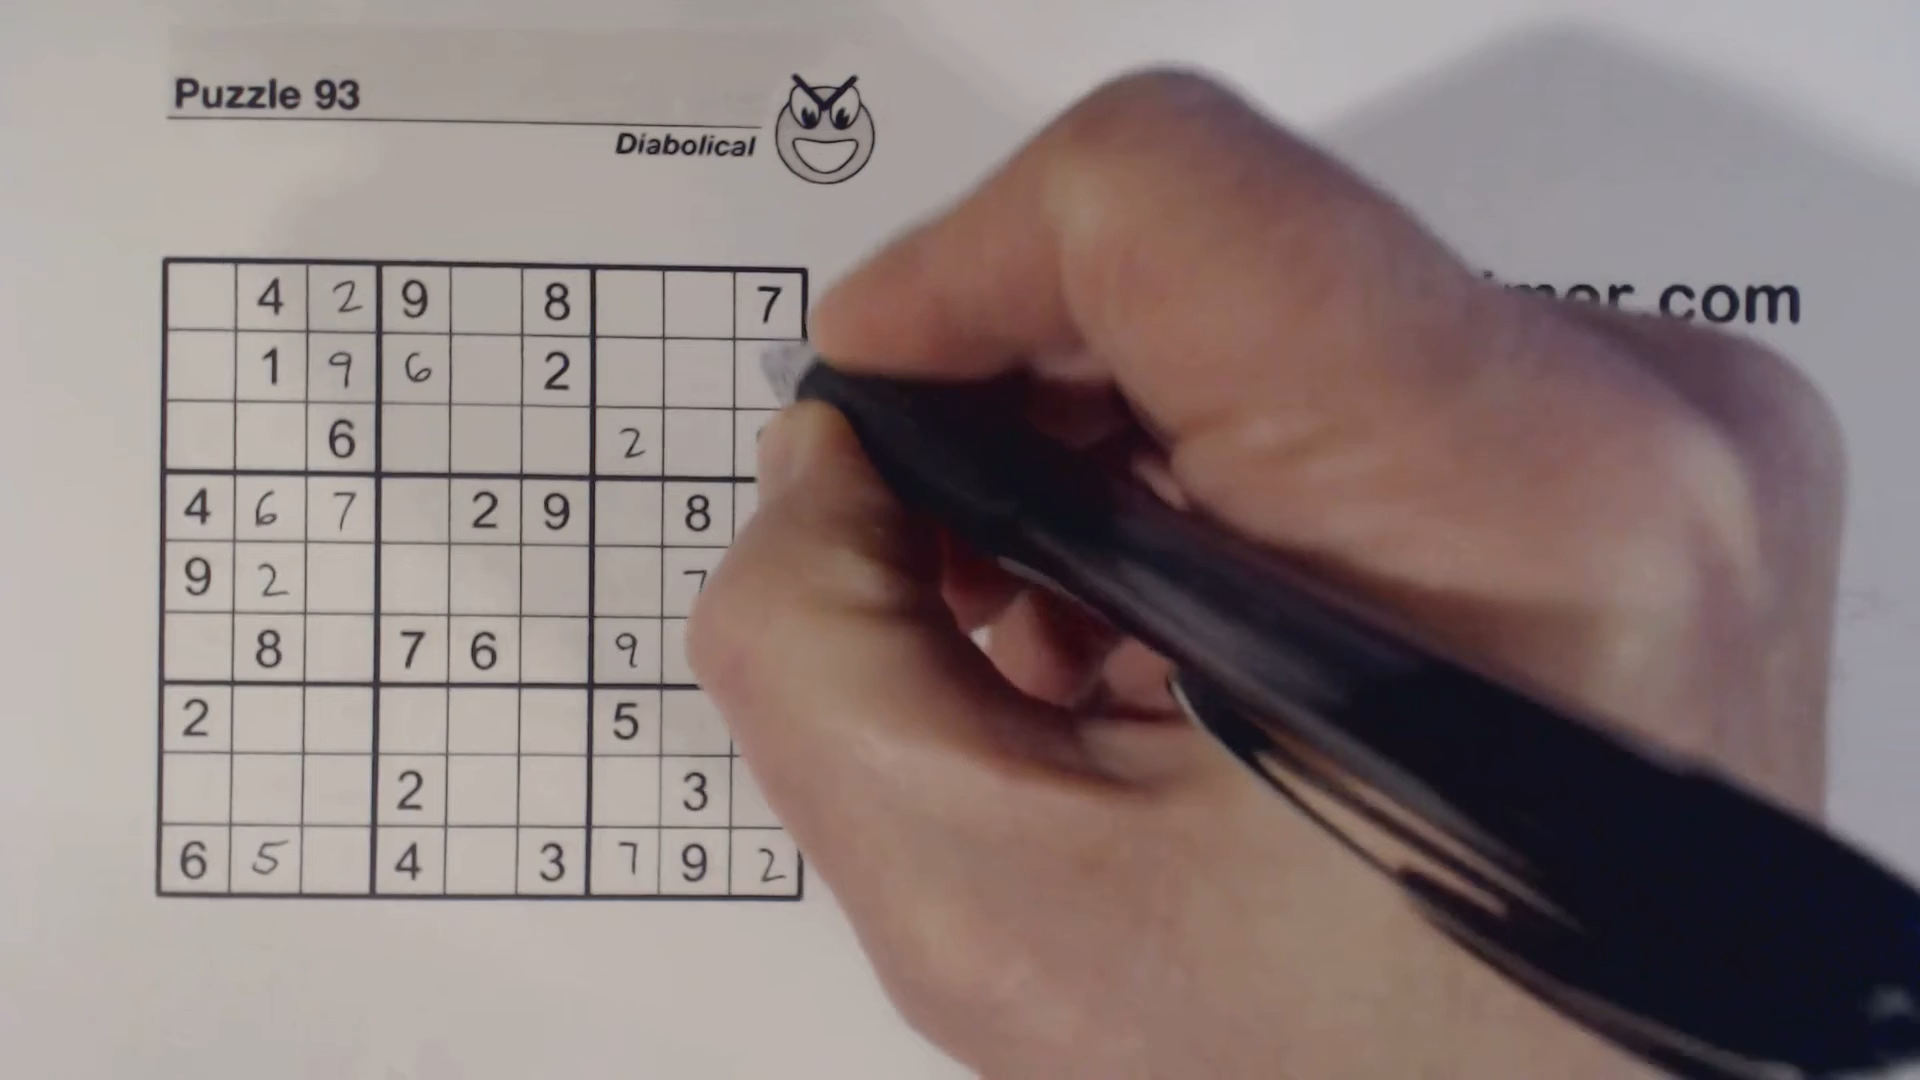 Puzzle 93
Diabolical
.com
4 2 9 8 7
1 9 6 2
6 2
4 6 7 2 9 8
9 2 7
8 7 6 9
2 5
2 3
6 5 4 3 7 9 2